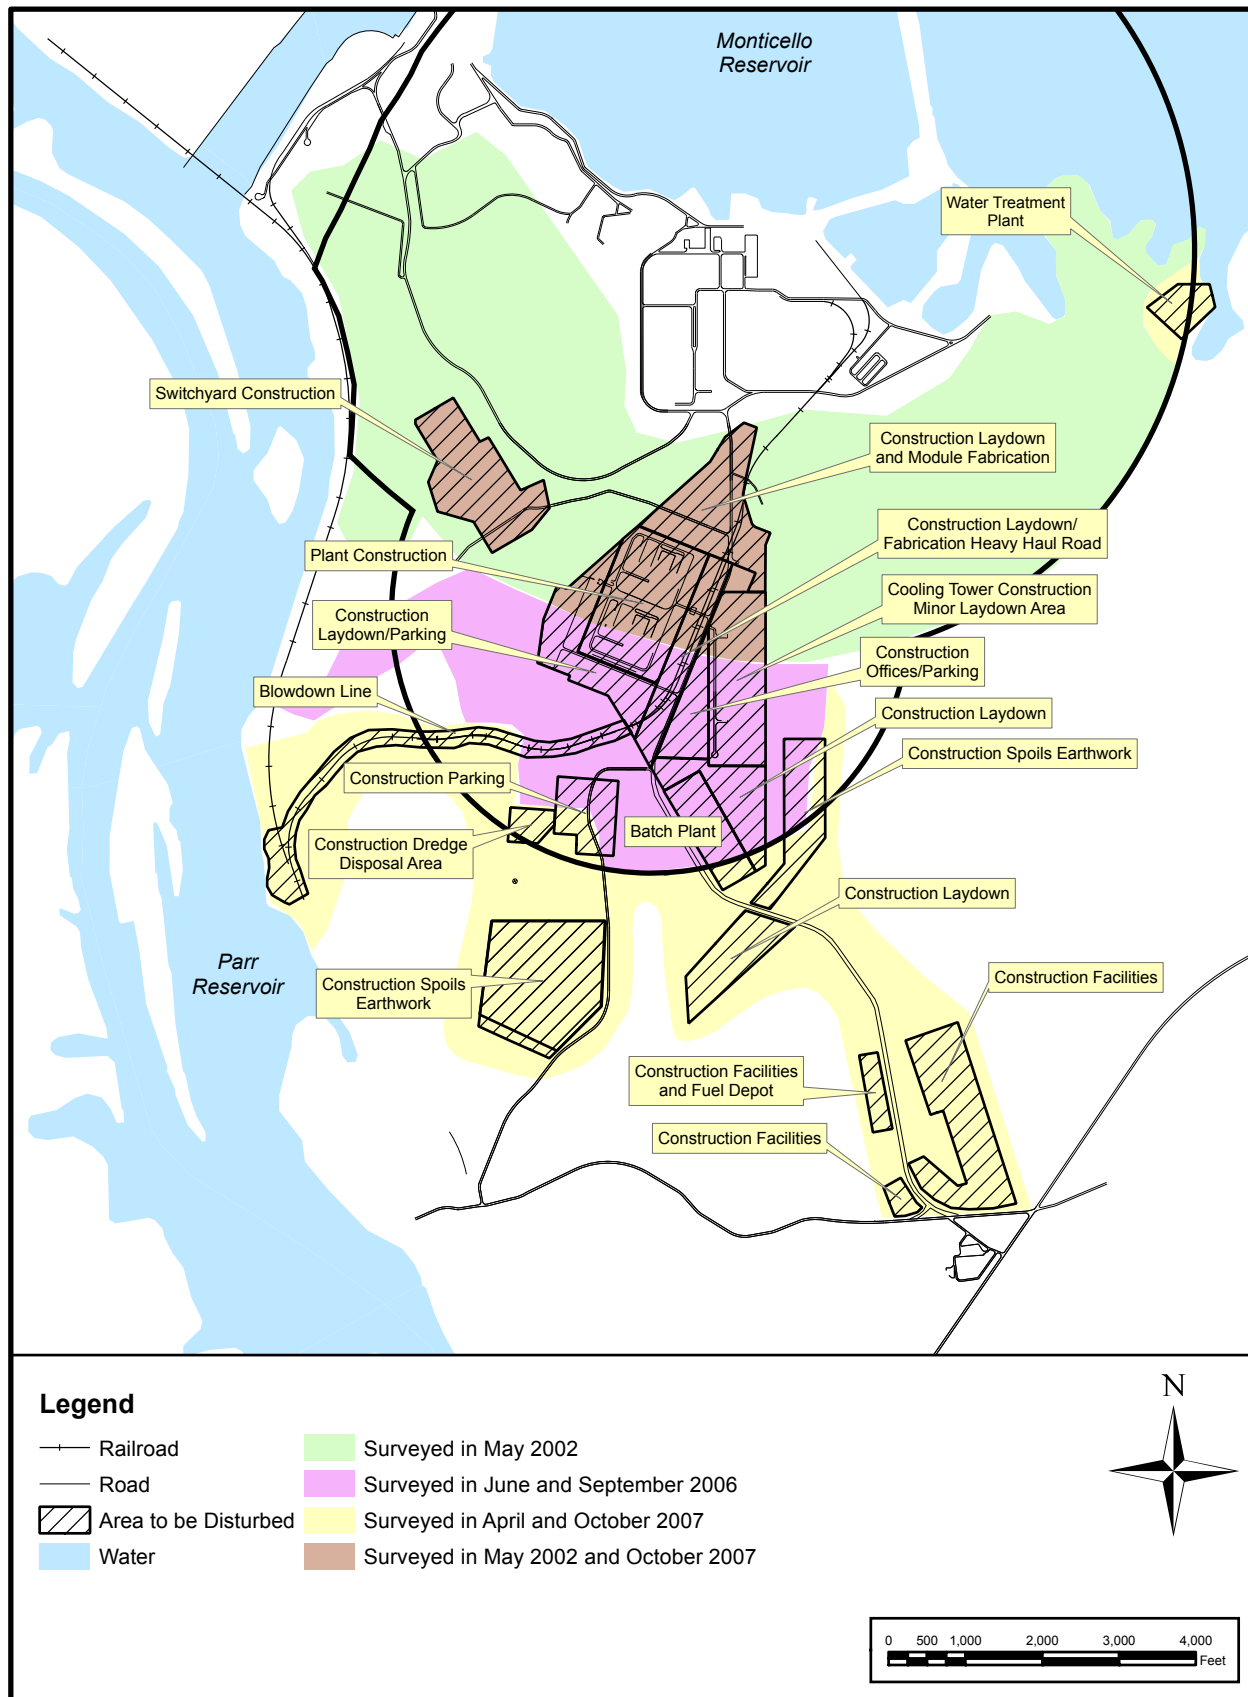 Monticello
Reservoir
Water Treatment
Plant
Switchyard Construction
Construction Laydown
and Module Fabrication
Construction Laydown/
Fabrication Heavy Haul Road
Plant Construction
Cooling Tower Construction
Minor Laydown Area
Construction
Laydown/Parking
Construction
Offices/Parking
Blowdown Line
Construction Laydown
Construction Spoils Earthwork
Construction Parking
Batch Plant
Construction Dredge
Disposal Area
Construction Laydown
Parr
Reservoir
Construction Spoils
Earthwork
Construction Facilities
Construction Facilities
and Fuel Depot
Construction Facilities
Legend
Railroad
Road
Area to be Disturbed
Water
Surveyed in May 2002
Surveyed in June and September 2006
Surveyed in April and October 2007
Surveyed in May 2002 and October 2007
N
0 500 1,000 2,000 3,000 4,000
Feet